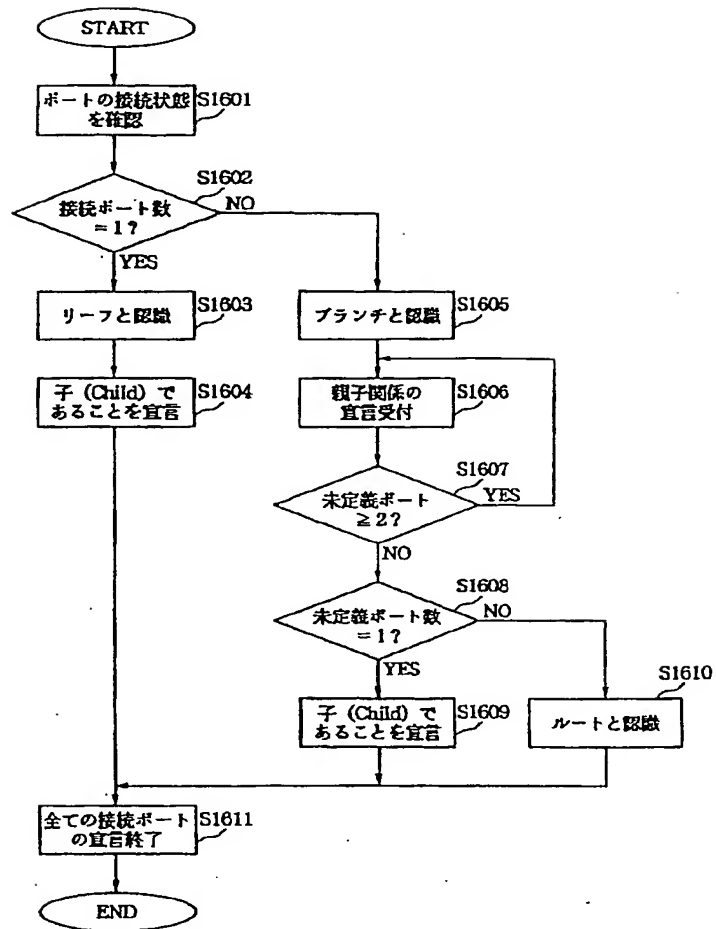 START
ポートの接続状態
を確認
S1601
S1602
接続ポート数
=1?
NO
YES
リーフと認識
S1603
ブランチと認識
S1605
子 (Child) で
あることを宣言
S1604
親子関係の
宣言受付
S1606
S1607
未定義ポート
≧2?
YES
NO
S1608
未定義ポート数
=1?
NO
YES
S1610
子 (Child) で
あることを宣言
S1609
ルートと認識
全ての接続ポート
の宣言終了
S1611
END